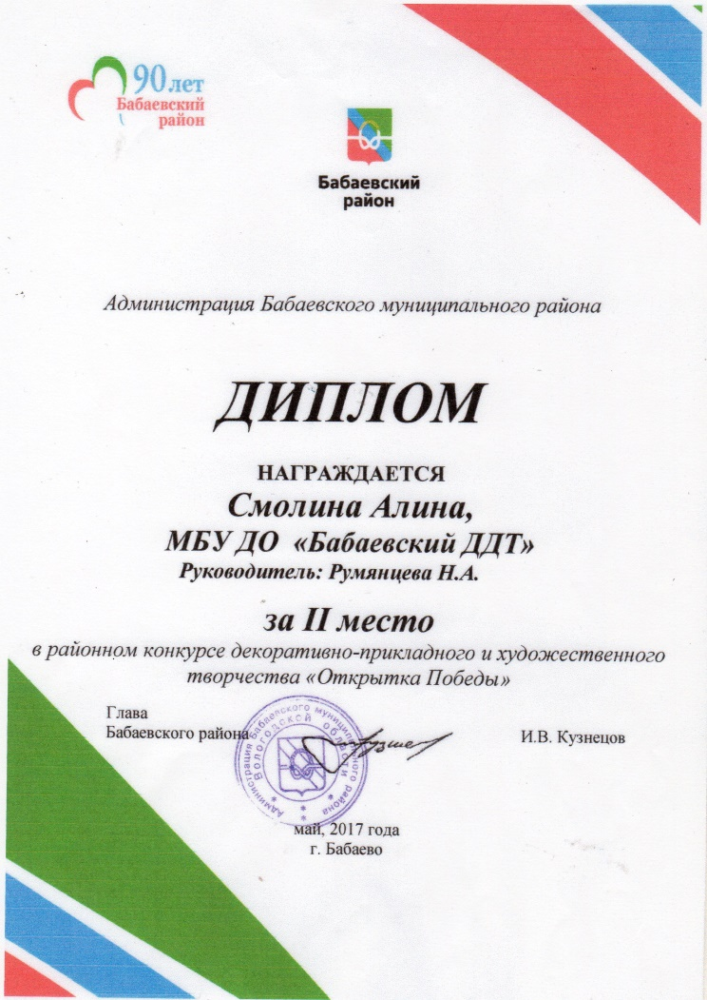 90 лет
Бабаевский
район
Бабаевский
район
Администрация Бабаевского муниципального района
ДИПЛОМ
НАГРАЖДАЕТСЯ
Смолина Алина,
МБУ ДО «Бабаевский ДДТ»
Руководитель: Румянцева Н.А.
за II место
в районном конкурсе декоративно-прикладного и художественного
творчества «Открытка Победы»
Глава
Бабаевского района
И.В. Кузнецов
Администрация Бабаевского муниципального района
Вологодской области
май, 2017 года
г. Бабаево